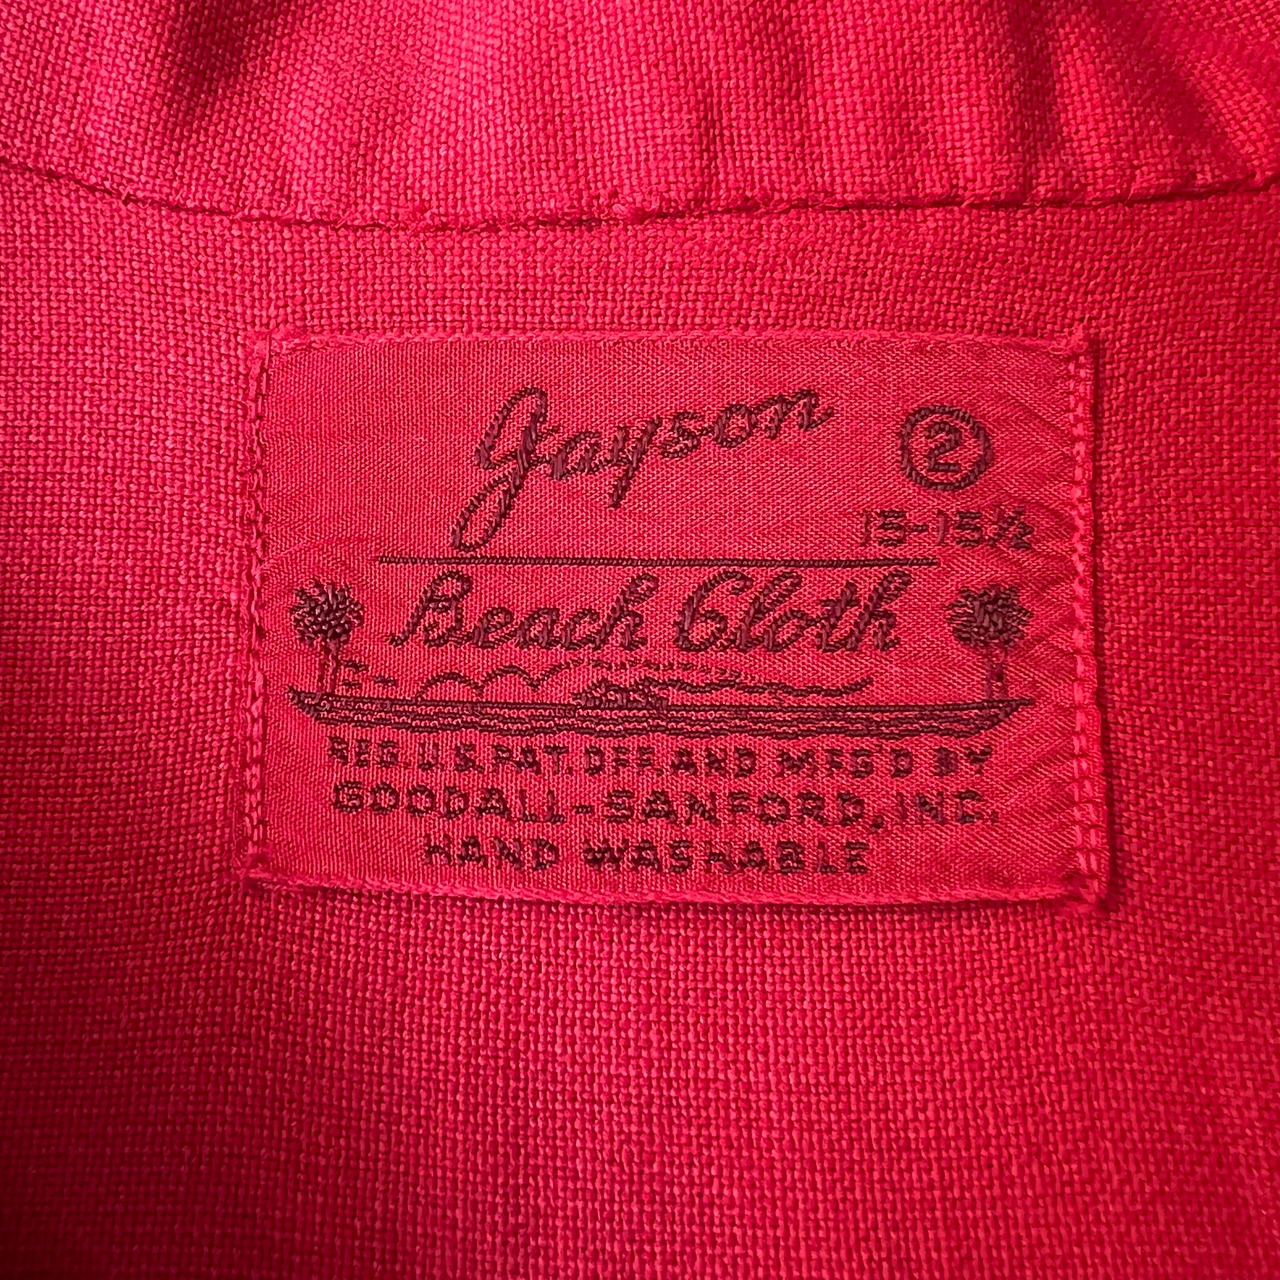 Jayson
2
15-15½
Beach Cloth
REG. U.S. PAT. OFF. AND MFG'D BY
GOODALL-SANFORD, INC.
HAND WASHABLE